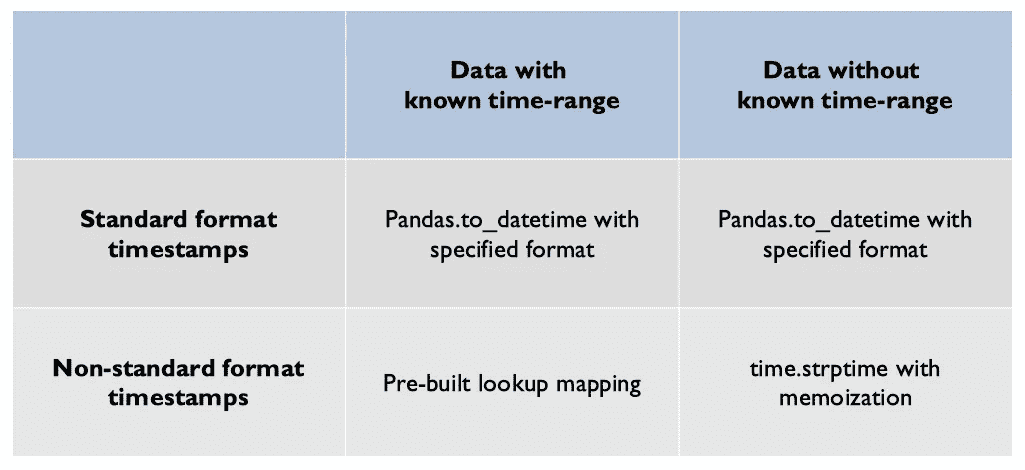 Data with
known time-range
Data without
known time-range
Standard format
timestamps
Pandas.to_datetime with
specified format
Pandas.to_datetime with
specified format
Non-standard format
timestamps
Pre-built lookup mapping
time.strptime with
memoization